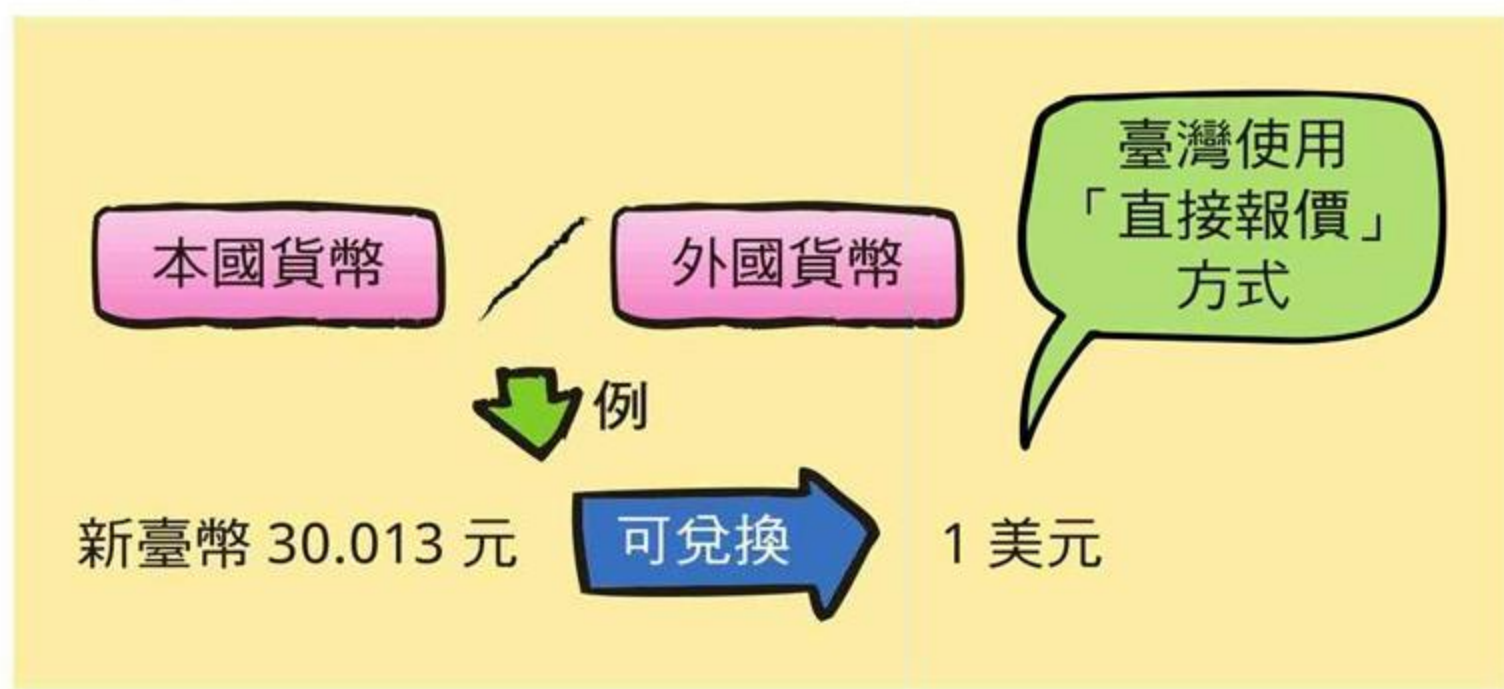 臺灣使用
「直接報價」
方式
本國貨幣／外國貨幣
例
新臺幣 30.013 元 可兌換 1 美元